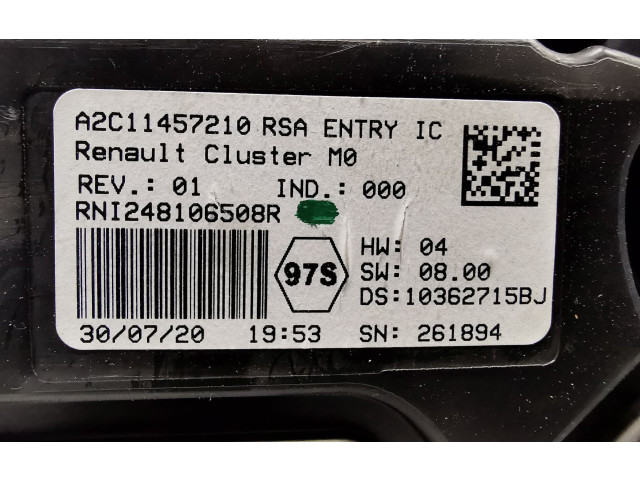 A2C11457210 RSA ENTRY IC
Renault Cluster M0
REV.: 01 IND.: 000
RNI248106508R
97S
HW: 04
SW: 08.00
DS:10362715BJ
30/07/20 19:53 SN: 261894